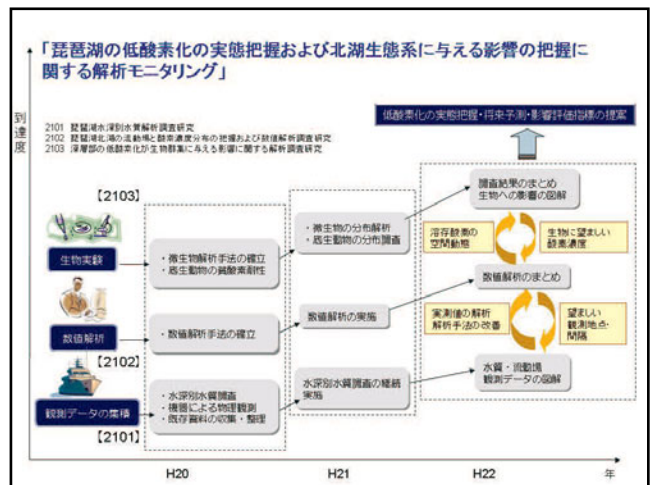 「琵琶湖の低酸素化の実態把握および北湖生態系に与える影響の把握に
関する解析モニタリング」
到達度
2101 琵琶湖水深別水質解析調査研究
2102 琵琶湖北湖の流動場と酸素濃度分布の把握および数値解析調査研究
2103 深層部の低酸素化が生物群集に与える影響に関する解析調査研究
低酸素化の実態把握・将来予測・影響評価指標の提案
【2103】
生物実験
・微生物解析手法の確立
・底生動物の貧酸素耐性
・微生物の分布解析
・底生動物の分布調査
調査結果のまとめ
生物への影響の図解
溶存酸素の
空間動態
生物に望ましい
酸素濃度
数値解析
【2102】
・数値解析手法の確立
数値解析の実施
数値解析のまとめ
実測値の解析
解析手法の改善
望ましい
観測地点・
間隔
観測データの集積
【2101】
・水深別水質調査
・機器による物理観測
・既存資料の収集・整理
水深別水質調査の継続
実施
水質・流動場
観測データの図解
H20
H21
H22
年